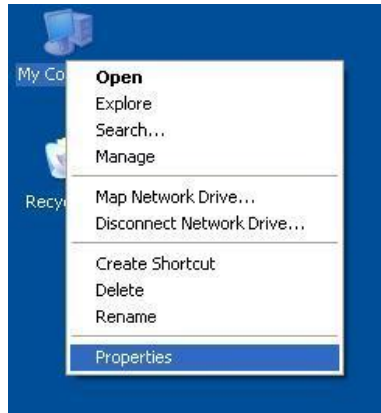 My Co
Open
Explore
Search...
Manage
Recy
Map Network Drive...
Disconnect Network Drive...
Create Shortcut
Delete
Rename
Properties